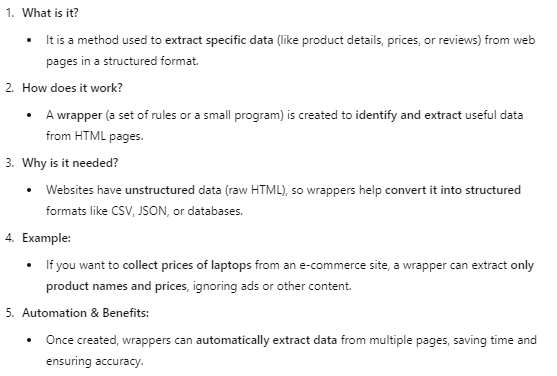 1. What is it?
• It is a method used to extract specific data (like product details, prices, or reviews) from web
pages in a structured format.
2. How does it work?
• A wrapper (a set of rules or a small program) is created to identify and extract useful data
from HTML pages.
3. Why is it needed?
• Websites have unstructured data (raw HTML), so wrappers help convert it into structured
formats like CSV, JSON, or databases.
4. Example:
• If you want to collect prices of laptops from an e-commerce site, a wrapper can extract only
product names and prices, ignoring ads or other content.
5. Automation & Benefits:
• Once created, wrappers can automatically extract data from multiple pages, saving time and
ensuring accuracy.